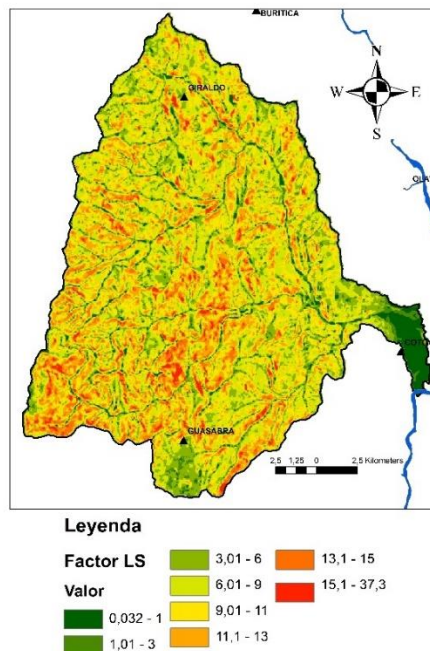 BURITICA
N
GIRALDO
W E
S
OLA
COTO
GUASABRA
2,5 1,25 0 2,5 Kilometers
Leyenda
Factor LS
Valor
0,032 - 1
1,01 - 3
3,01 - 6
6,01 - 9
9,01 - 11
11,1 - 13
13,1 - 15
15,1 - 37,3